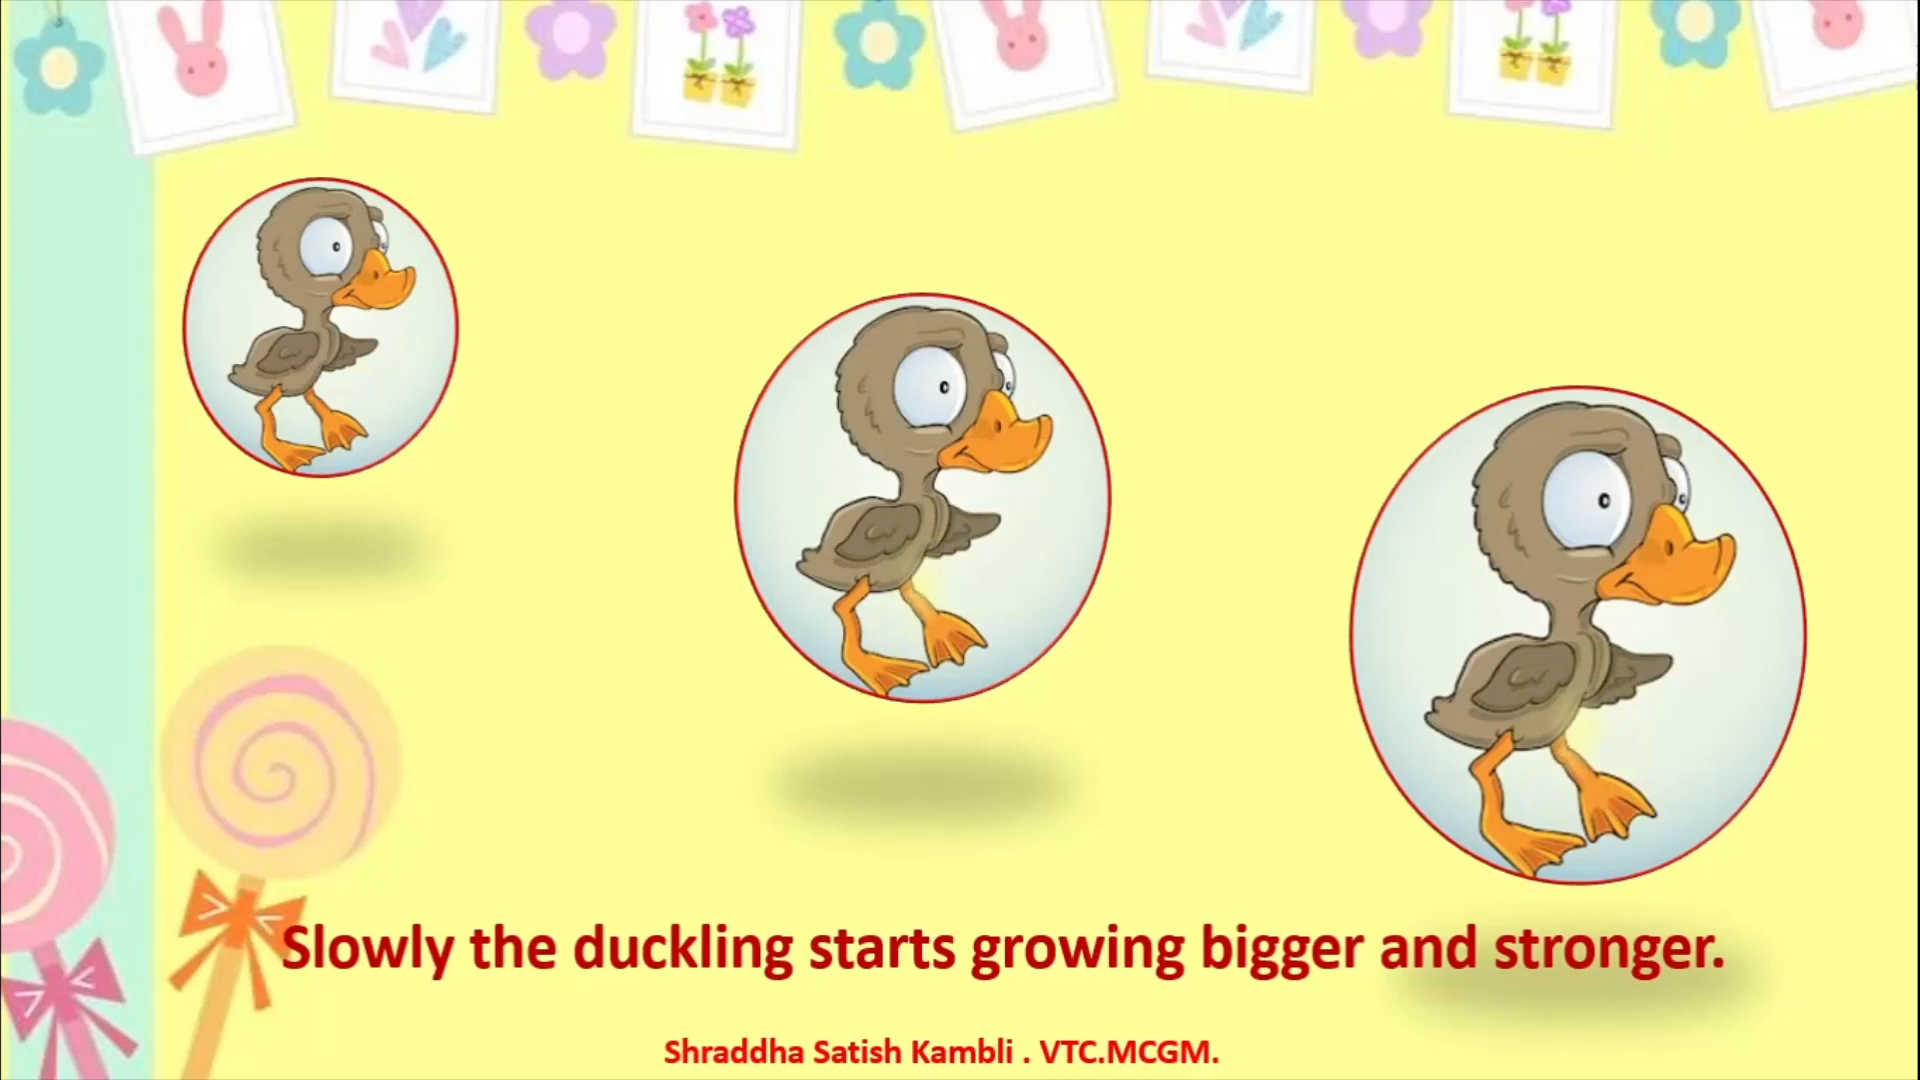 Slowly the duckling starts growing bigger and stronger.
Shraddha Satish Kambli . VTC.MCGM.